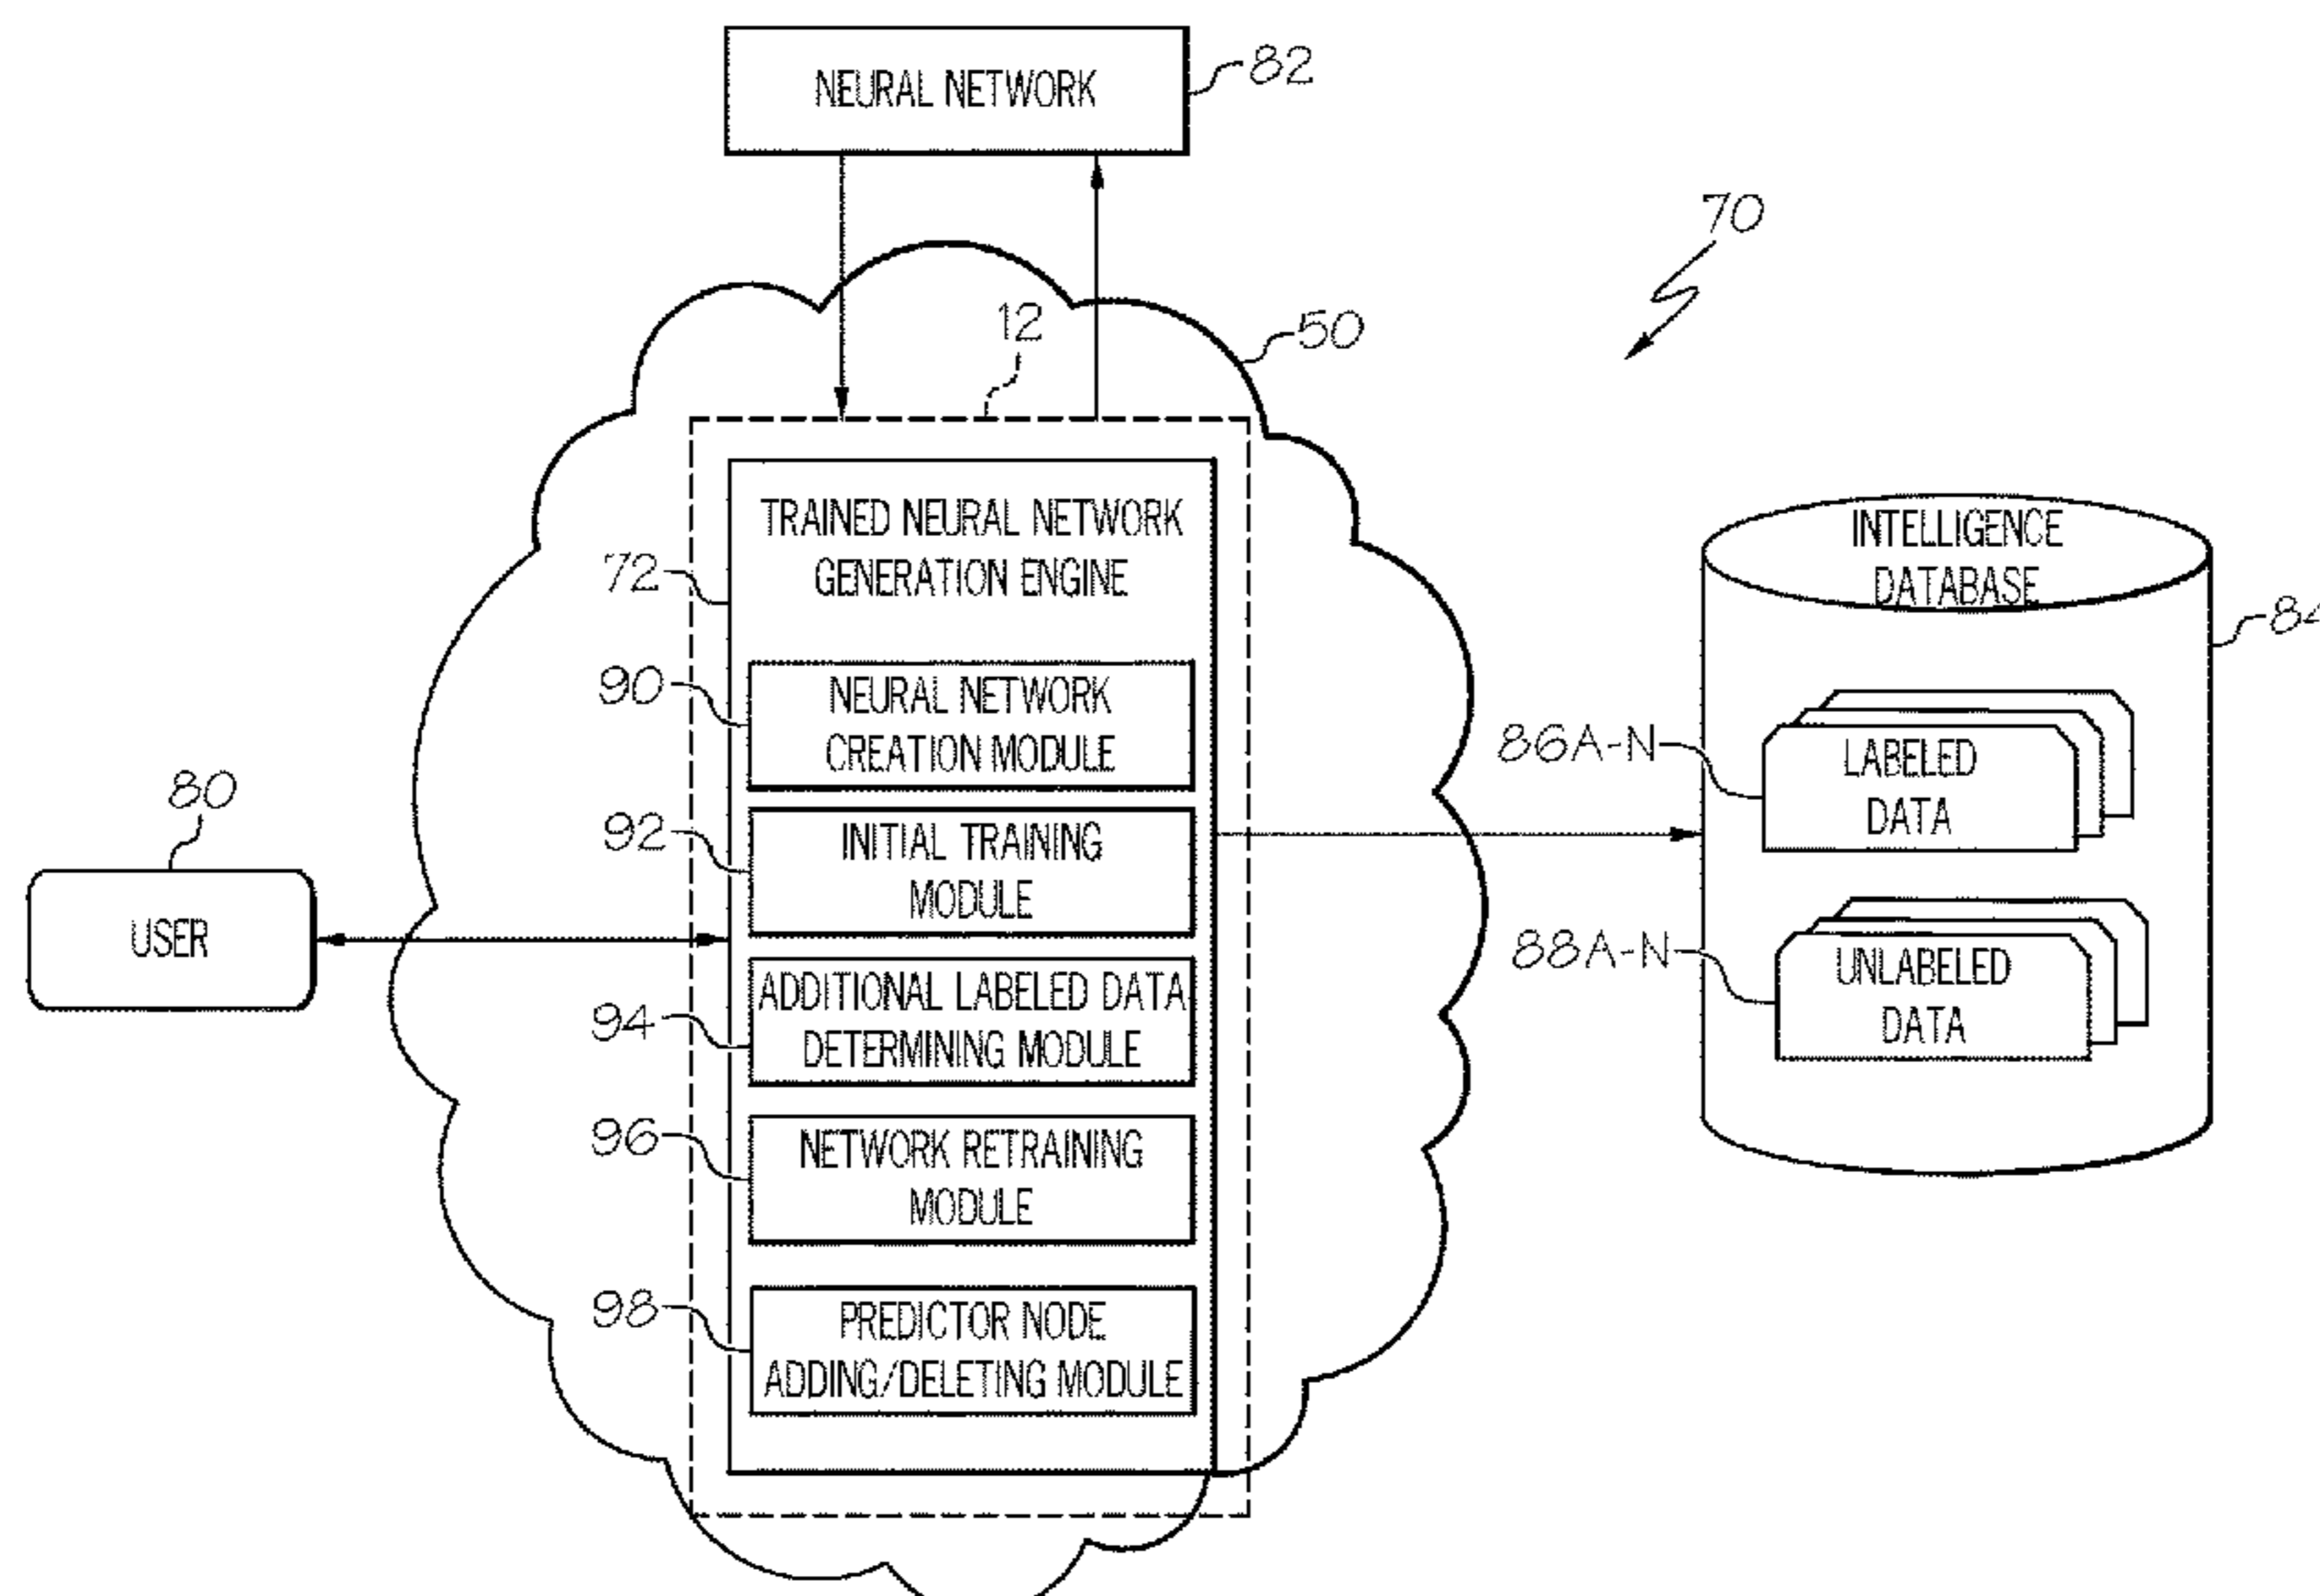 NEURAL NETWORK
82
70
12
50
TRAINED NEURAL NETWORK
GENERATION ENGINE
72
INTELLIGENCE
DATABASE
84
90
NEURAL NETWORK
CREATION MODULE
86A-N
LABELED
DATA
80
92
INITIAL TRAINING
MODULE
USER
88A-N
UNLABELED
DATA
94
ADDITIONAL LABELED DATA
DETERMINING MODULE
96
NETWORK RETRAINING
MODULE
98
PREDICTOR NODE
ADDING/DELETING MODULE